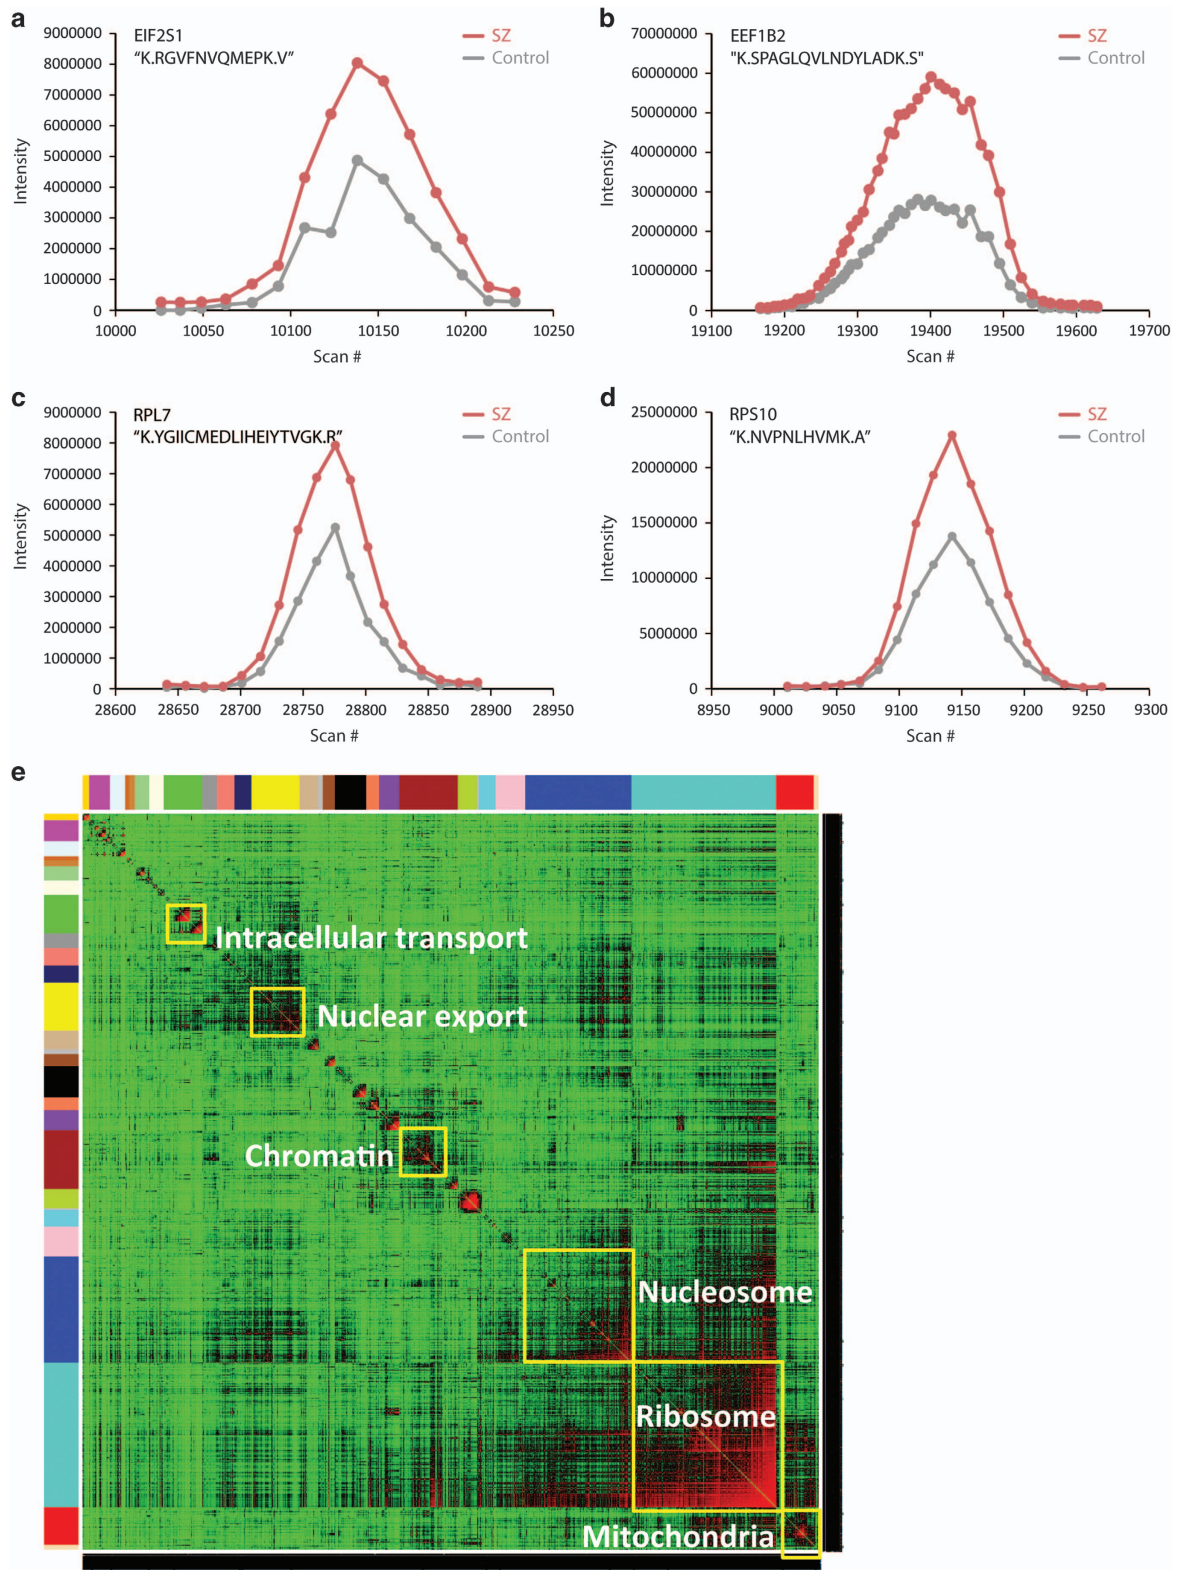 a
EIF2S1
"K.RGVFNVQMEPK.V"
SZ
Control
9000000
8000000
7000000
6000000
5000000
4000000
3000000
2000000
1000000
0
Intensity
10000 10050 10100 10150 10200 10250
Scan #
b
EEF1B2
"K.SPAGLQVLNDYLADK.S"
SZ
Control
70000000
60000000
50000000
40000000
30000000
20000000
10000000
0
Intensity
19100 19200 19300 19400 19500 19600 19700
Scan #
c
RPL7
“K.YGIICMEDLIHEIYTVGK.R”
SZ
Control
9000000
8000000
7000000
6000000
5000000
4000000
3000000
2000000
1000000
0
Intensity
28600 28650 28700 28750 28800 28850 28900 28950
Scan #
d
RPS10
“K.NVPNLHVMK.A”
SZ
Control
25000000
20000000
15000000
10000000
5000000
0
Intensity
8950 9000 9050 9100 9150 9200 9250 9300
Scan #
e
Intracellular transport
Nuclear export
Chromatin
Nucleosome
Ribosome
Mitochondria